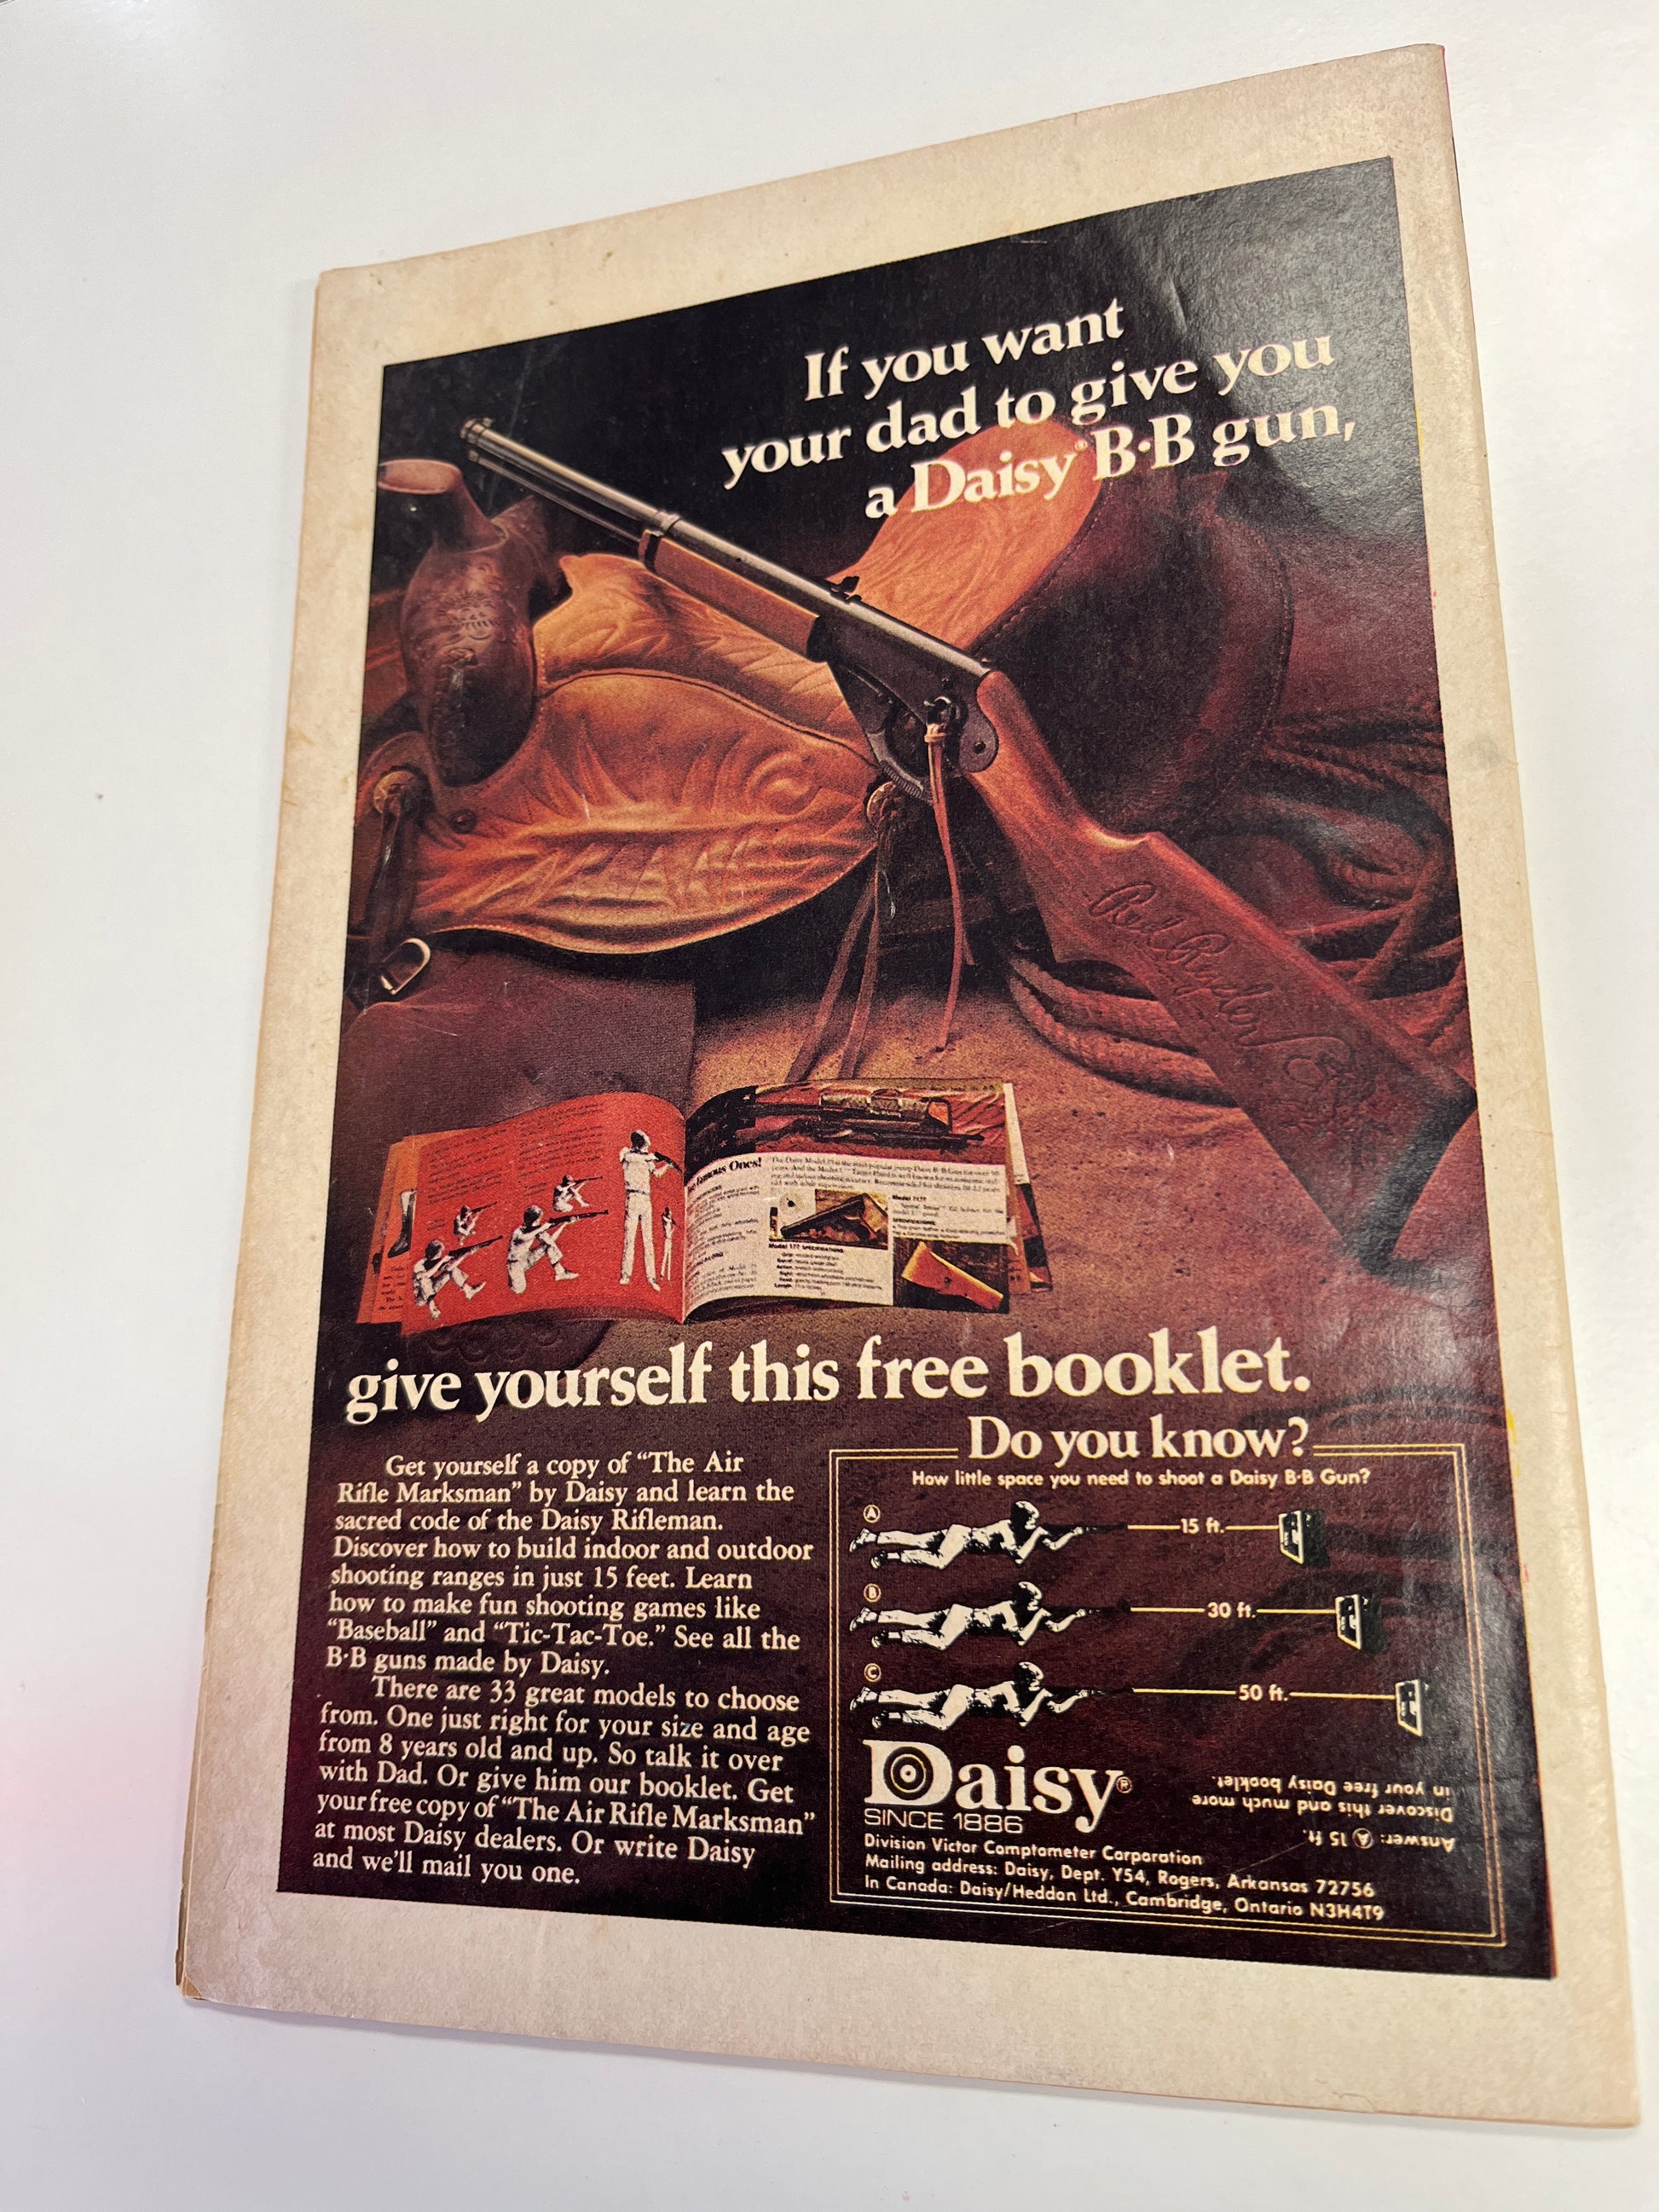 If you want
your dad to give you
a Daisy® B·B gun,
Red Ryder
Famous Ones!
Model 177 SPECIFICATIONS
SPECIFICATIONS
give yourself this free booklet.
Get yourself a copy of “The Air
Rifle Marksman” by Daisy and learn the
sacred code of the Daisy Rifleman.
Discover how to build indoor and outdoor
shooting ranges in just 15 feet. Learn
how to make fun shooting games like
“Baseball” and “Tic-Tac-Toe.” See all the
B·B guns made by Daisy.
There are 33 great models to choose
from. One just right for your size and age
from 8 years old and up. So talk it over
with Dad. Or give him our booklet. Get
your free copy of “The Air Rifle Marksman”
at most Daisy dealers. Or write Daisy
and we’ll mail you one.
Do you know?
How little space you need to shoot a Daisy B·B Gun?
A
15 ft.
B
30 ft.
C
50 ft.
Daisy®
SINCE 1886
Answer: A 15 ft.
Discover this and much more
in your free Daisy booklet.
Division Victor Comptometer Corporation
Mailing address: Daisy, Dept. Y54, Rogers, Arkansas 72756
In Canada: Daisy/Heddon Ltd., Cambridge, Ontario N3H4T9